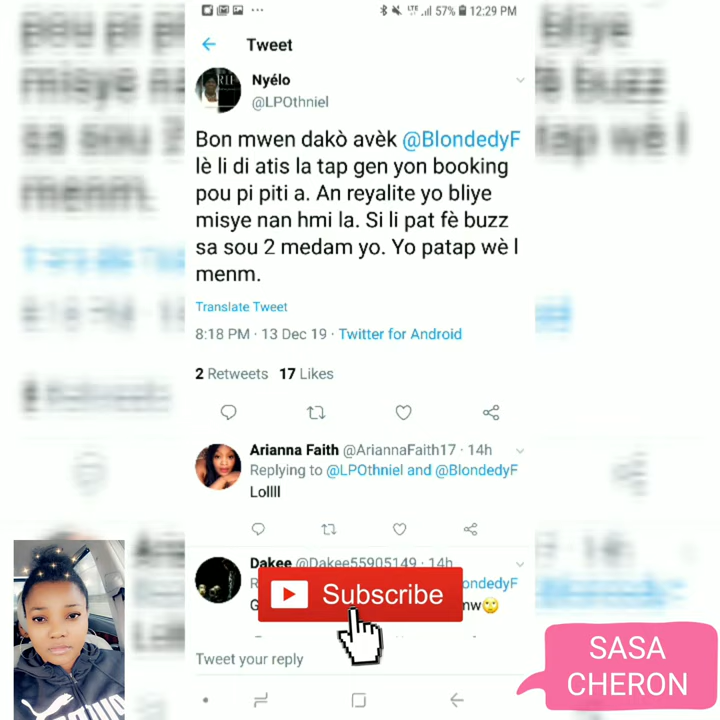 57% 12:29 PM
Tweet
Nyélo
@LPOthniel
Bon mwen dakò avèk @BlondedyF
lè li di atis la tap gen yon booking
pou pi piti a. An reyalite yo bliye
misye nan hmi la. Si li pat fè buzz
sa sou 2 medam yo. Yo patap wè l
menm.
Translate Tweet
8:18 PM · 13 Dec 19 · Twitter for Android
2 Retweets 17 Likes
Arianna Faith @AriannaFaith17 · 14h
Replying to @LPOthniel and @BlondedyF
Lollll
Dakee @Dakee55905149 · 14h
Subscribe
Tweet your reply
SASA
CHERON